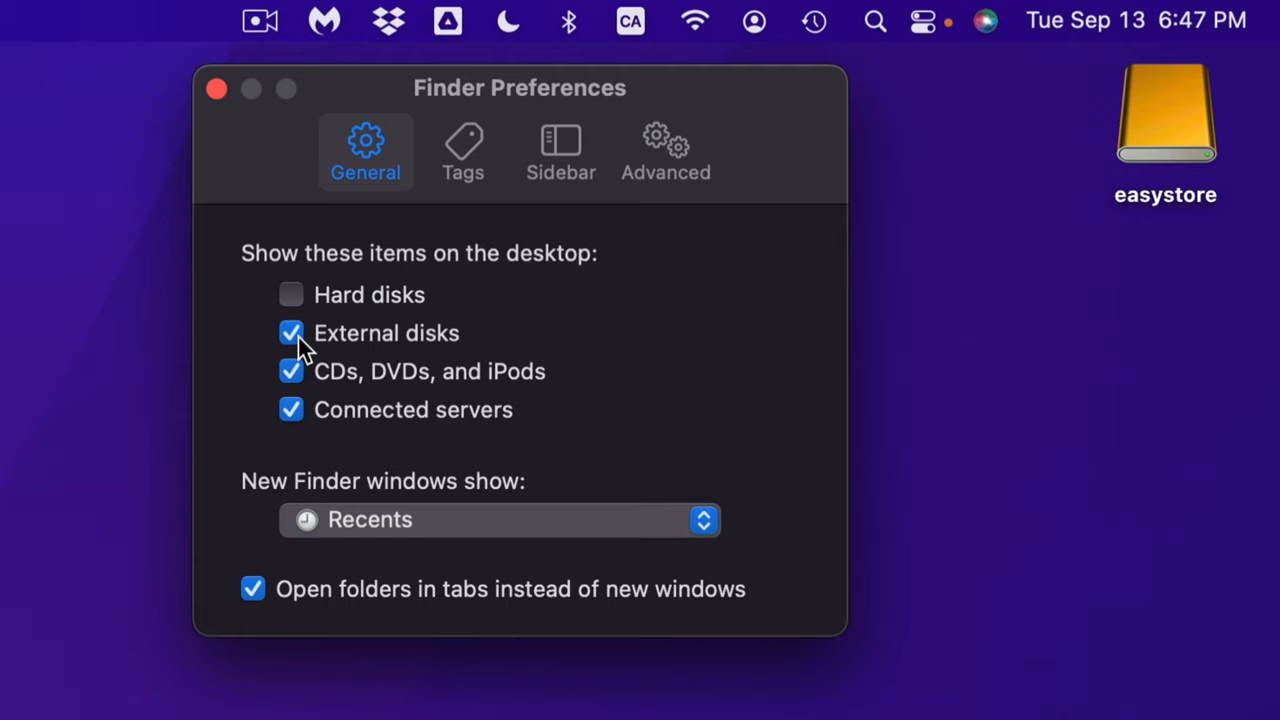 CA
Tue Sep 13 6:47 PM
Finder Preferences
General
Tags
Sidebar
Advanced
easystore
Show these items on the desktop:
Hard disks
External disks
CDs, DVDs, and iPods
Connected servers
New Finder windows show:
Recents
Open folders in tabs instead of new windows